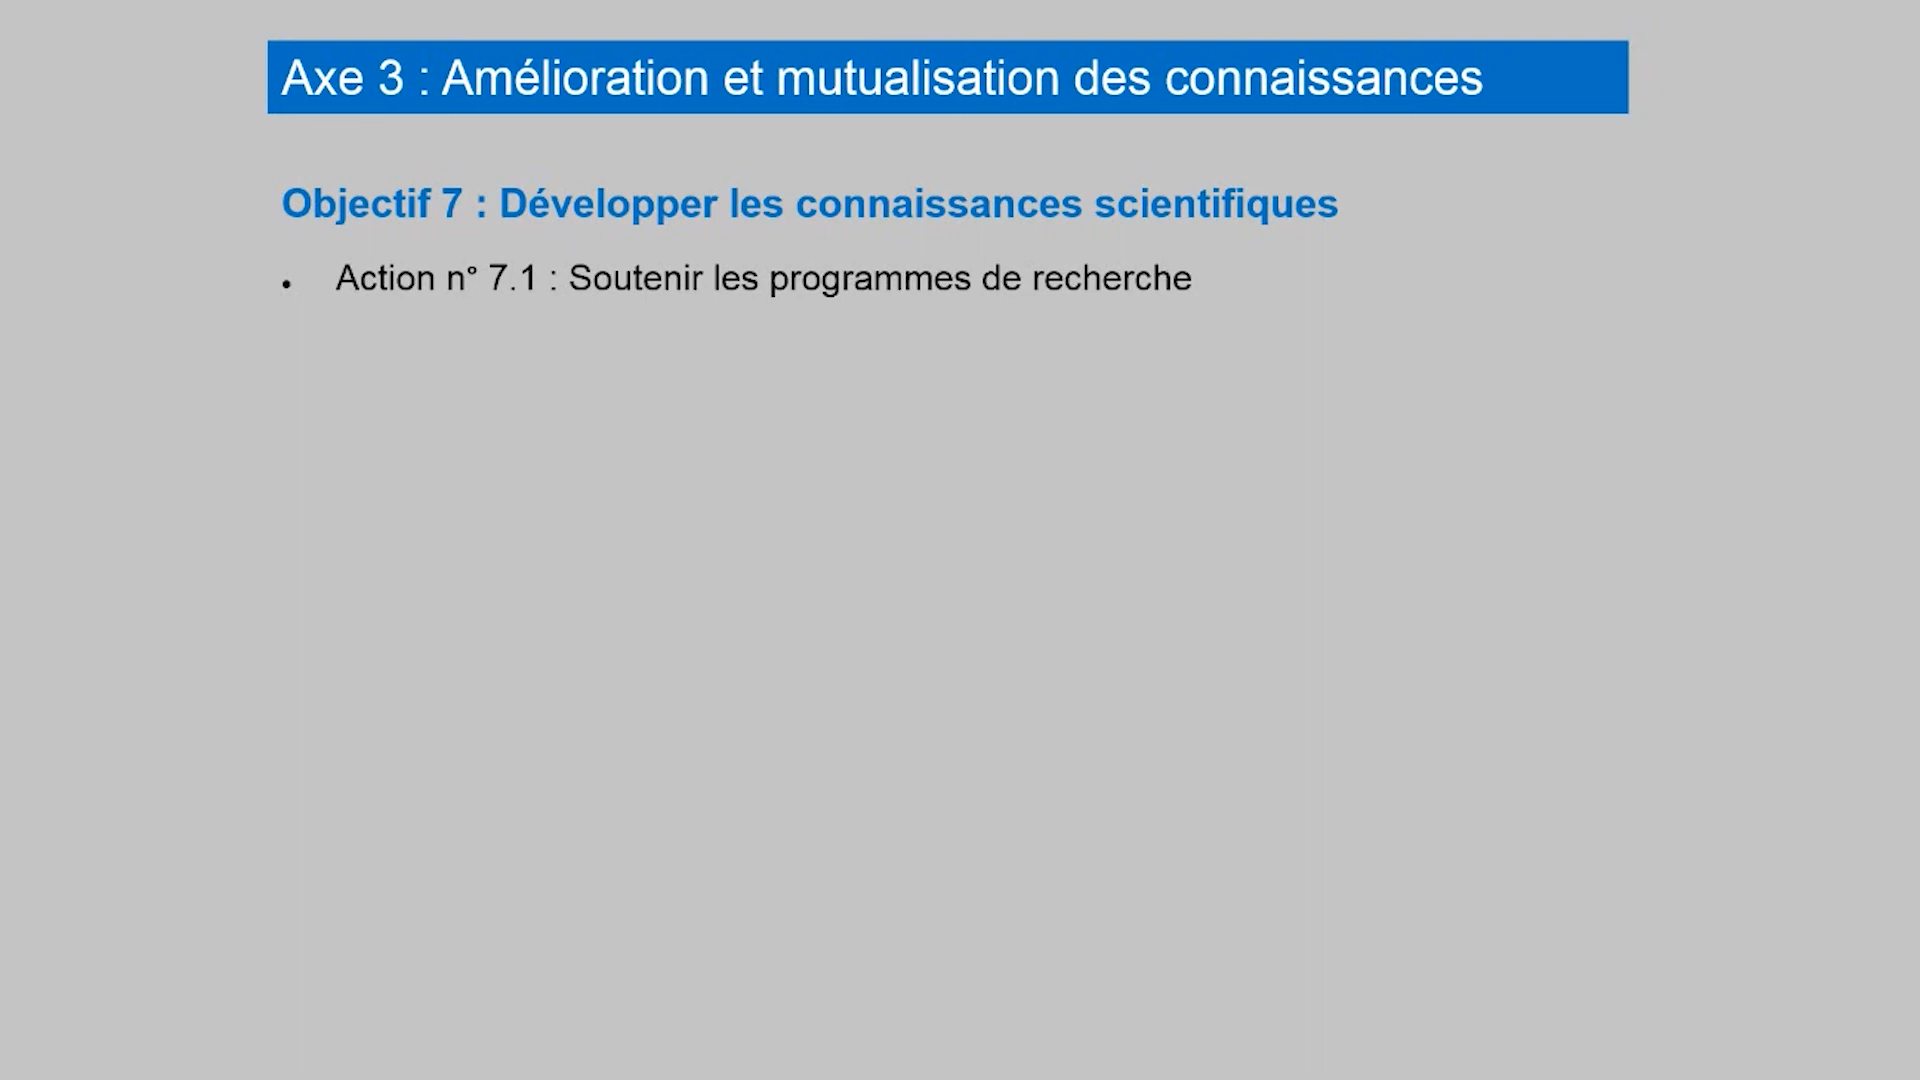 Axe 3 : Amélioration et mutualisation des connaissances
Objectif 7 : Développer les connaissances scientifiques
• Action n° 7.1 : Soutenir les programmes de recherche